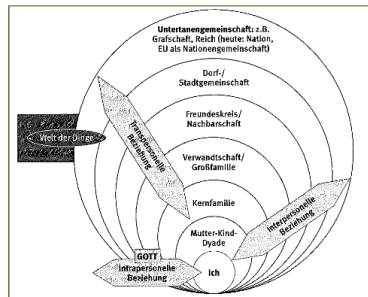 Untertanengemeinschaft: z.B.
Grafschaft, Reich (heute: Nation,
EU als Nationengemeinschaft)
Dorf-/
Stadtgemeinschaft
Freundeskreis/
Nachbarschaft
Welt der Dinge
Transpersonelle
Beziehung
Verwandtschaft/
Großfamilie
Kernfamilie
Interpersonelle
Beziehung
Mutter-Kind-
Dyade
GOTT
Intrapersonelle
Beziehung
Ich